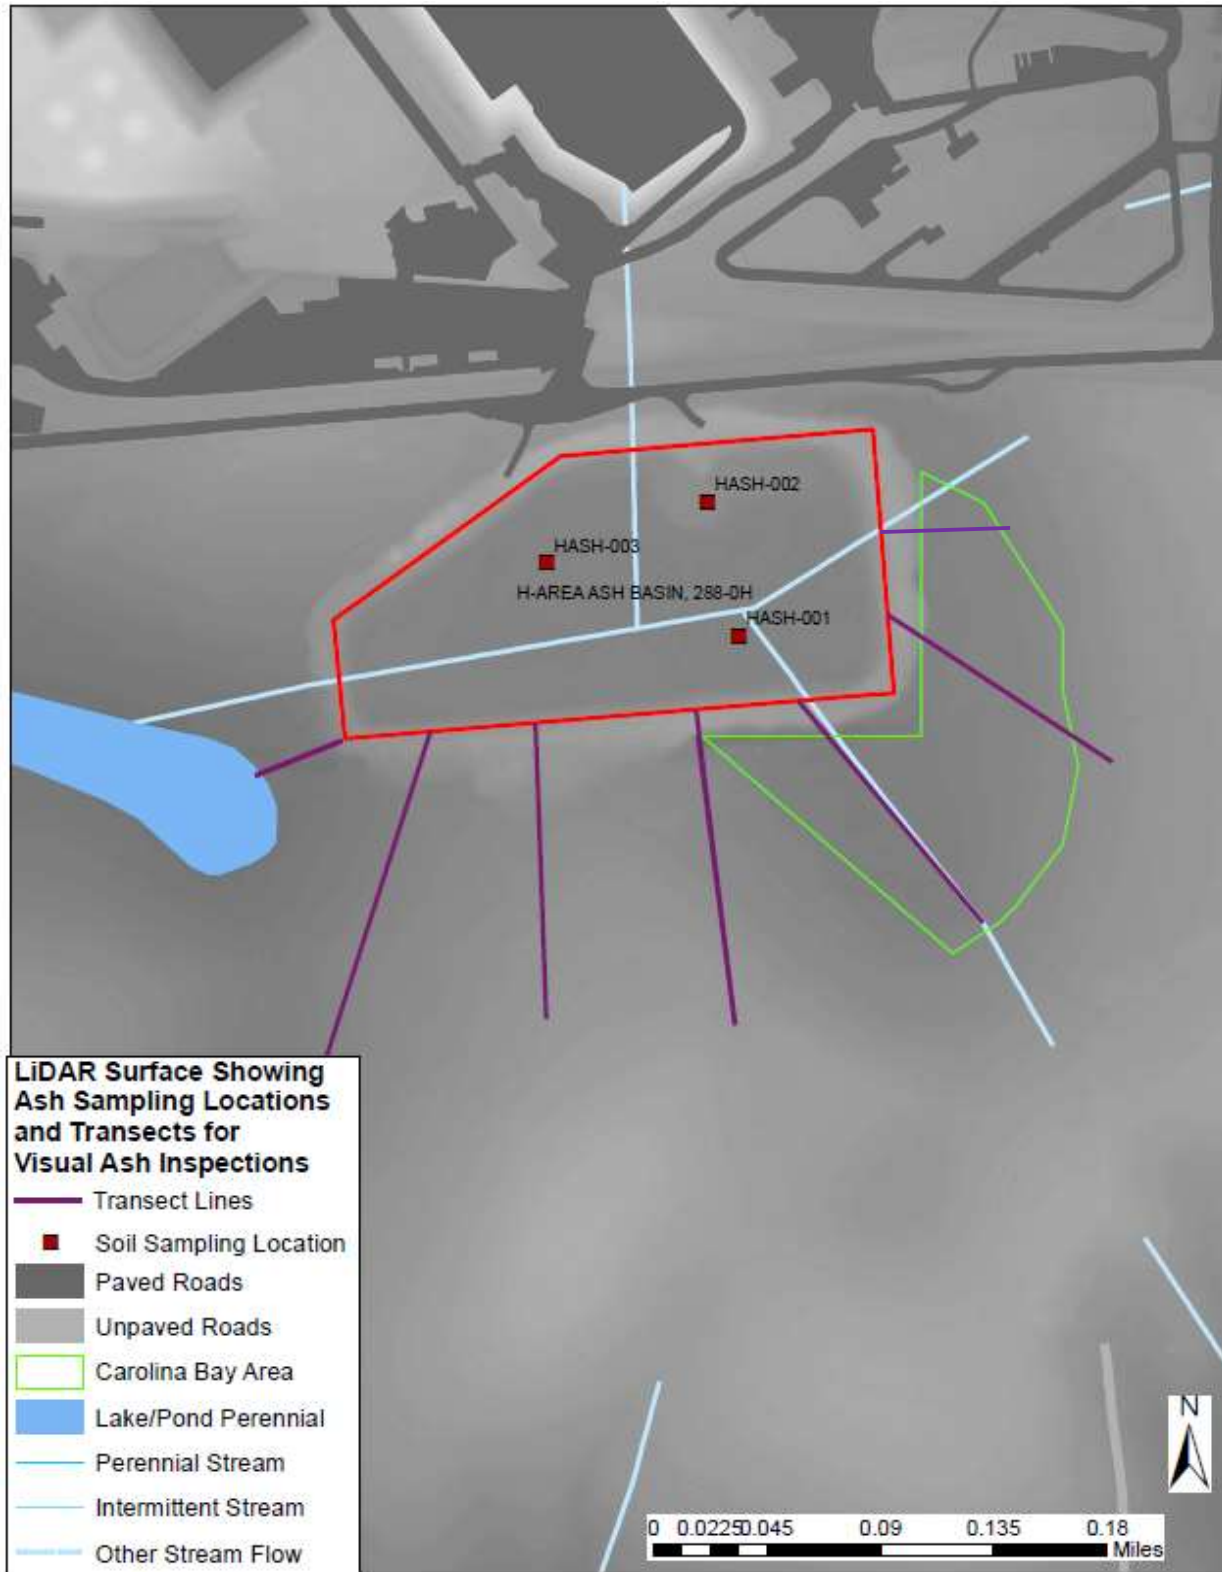 HASH-002
HASH-003
H-AREA ASH BASIN, 288-0H
HASH-001
LiDAR Surface Showing
Ash Sampling Locations
and Transects for
Visual Ash Inspections
Transect Lines
Soil Sampling Location
Paved Roads
Unpaved Roads
Carolina Bay Area
Lake/Pond Perennial
Perennial Stream
Intermittent Stream
Other Stream Flow
N
0 0.0225 0.045 0.09 0.135 0.18
Miles